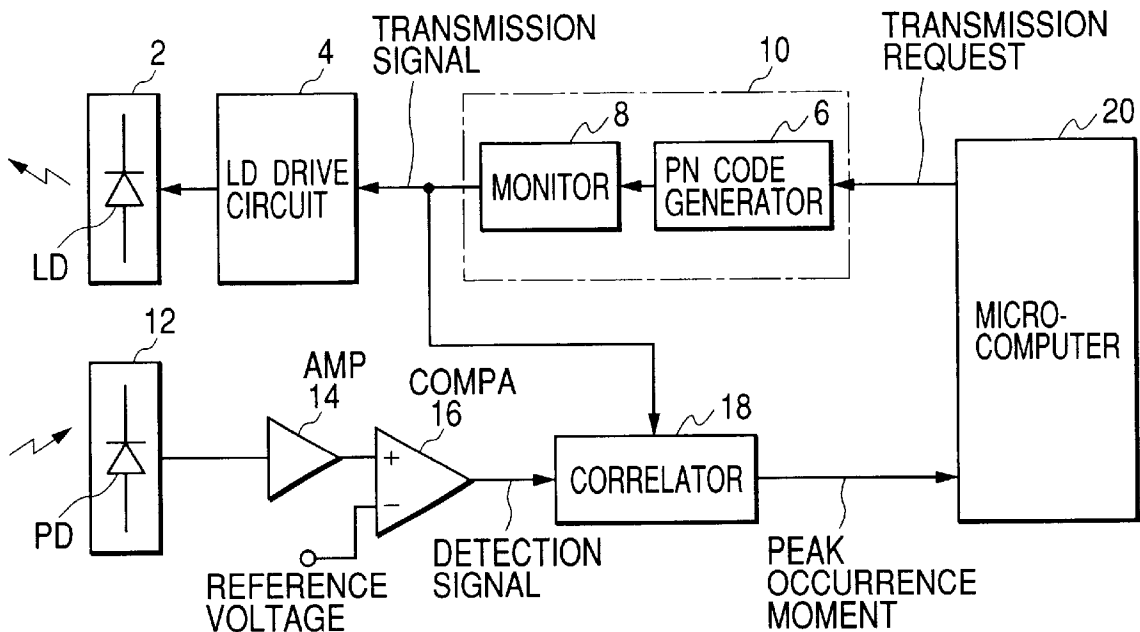 TRANSMISSION
SIGNAL
TRANSMISSION
REQUEST
2
4
10
8
6
20
LD DRIVE
CIRCUIT
MONITOR
PN CODE
GENERATOR
LD
MICRO-
COMPUTER
12
AMP
14
COMPA
16
18
+
−
CORRELATOR
PD
REFERENCE
VOLTAGE
DETECTION
SIGNAL
PEAK
OCCURRENCE
MOMENT